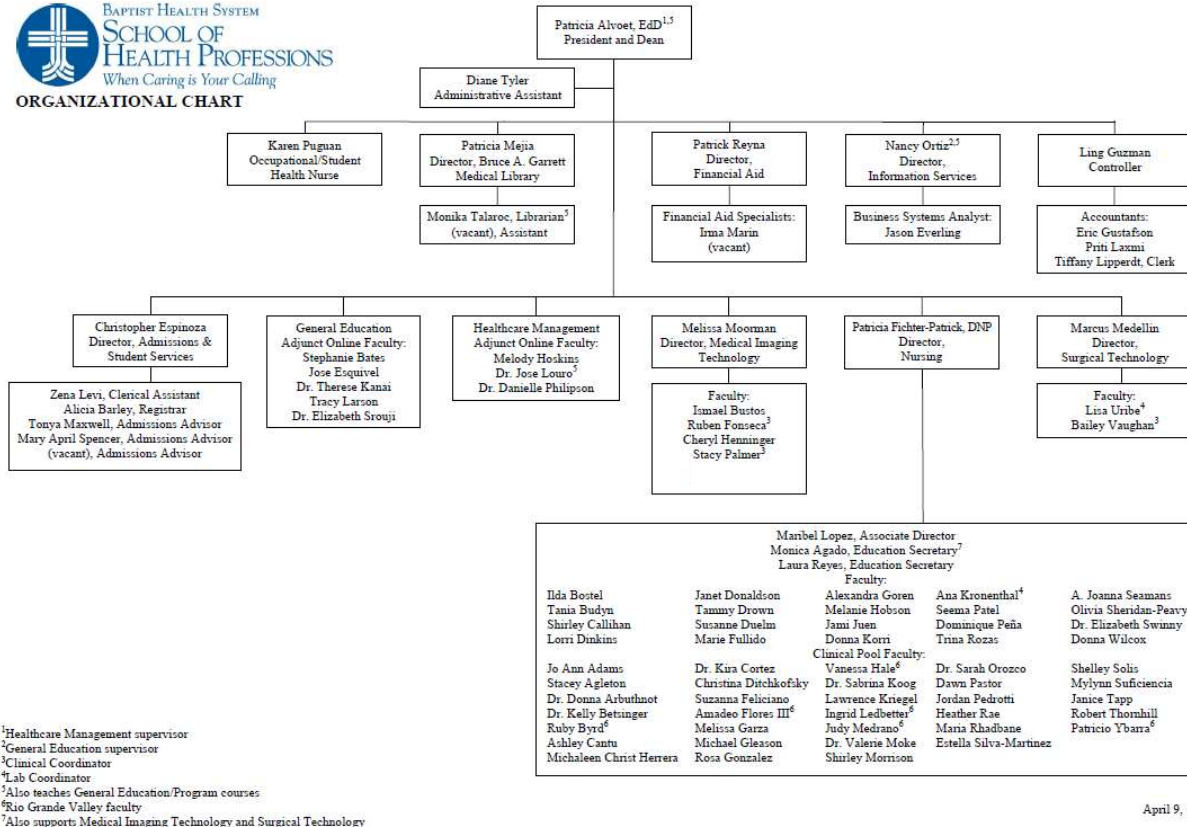 BAPTIST HEALTH SYSTEM
SCHOOL OF
HEALTH PROFESSIONS
When Caring is Your Calling
ORGANIZATIONAL CHART
Patricia Alvoet, EdD1,5
President and Dean
Diane Tyler
Administrative Assistant
Karen Puguan
Occupational/Student
Health Nurse
Patricia Mejia
Director, Bruce A. Garrett
Medical Library
Patrick Reyna
Director,
Financial Aid
Nancy Ortiz2,5
Director,
Information Services
Ling Guzman
Controller
Monika Talaroc, Librarian5
(vacant), Assistant
Financial Aid Specialists:
Irma Marin
(vacant)
Business Systems Analyst:
Jason Everling
Accountants:
Eric Gustafson
Priti Laxmi
Tiffany Lipperdt, Clerk
Christopher Espinoza
Director, Admissions &
Student Services
General Education
Adjunct Online Faculty:
Stephanie Bates
Jose Esquivel
Dr. Therese Kanai
Tracy Larson
Dr. Elizabeth Srouji
Healthcare Management
Adjunct Online Faculty:
Melody Hoskins
Dr. Jose Louro5
Dr. Danielle Philipson
Melissa Moorman
Director, Medical Imaging
Technology
Patricia Fichter-Patrick, DNP
Director,
Nursing
Marcus Medellin
Director,
Surgical Technology
Zena Levi, Clerical Assistant
Alicia Barley, Registrar
Tonya Maxwell, Admissions Advisor
Mary April Spencer, Admissions Advisor
(vacant), Admissions Advisor
Faculty:
Ismael Bustos
Ruben Fonseca3
Cheryl Henninger
Stacy Palmer3
Faculty:
Lisa Uribe4
Bailey Vaughan3
Maribel Lopez, Associate Director
Monica Agado, Education Secretary7
Laura Reyes, Education Secretary
Faculty:
Ilda Bostel Janet Donaldson Alexandra Goren Ana Kronenthal4 A. Joanna Seamans
Tania Budyn Tammy Drown Melanie Hobson Seema Patel Olivia Sheridan-Peavy
Shirley Callihan Susanne Duelm Jami Juen Dominique Peña Dr. Elizabeth Swinny
Lorri Dinkins Marie Fullido Donna Korri Trina Rozas Donna Wilcox
Clinical Pool Faculty:
Jo Ann Adams Dr. Kira Cortez Vanessa Hale6 Dr. Sarah Orozco Shelley Solis
Stacey Agleton Christina Ditchkofsky Dr. Sabrina Koog Dawn Pastor Mylynn Suficiencia
Dr. Donna Arbuthnot Suzanna Feliciano Lawrence Kriegel Jordan Pedrotti Janice Tapp
Dr. Kelly Betsinger Amadeo Flores III6 Ingrid Ledbetter6 Heather Rae Robert Thornhill
Ruby Byrd6 Melissa Garza Judy Medrano6 Maria Rhadbane Patricio Ybarra6
Ashley Cantu Michael Gleason Dr. Valerie Moke Estella Silva-Martinez
Michaleen Christ Herrera Rosa Gonzalez Shirley Morrison
1Healthcare Management supervisor
2General Education supervisor
3Clinical Coordinator
4Lab Coordinator
5Also teaches General Education/Program courses
6Rio Grande Valley faculty
7Also supports Medical Imaging Technology and Surgical Technology
April 9,